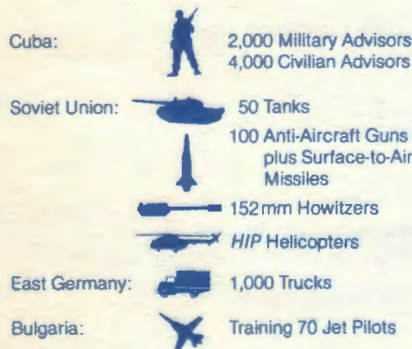 Cuba:
2,000 Military Advisors
4,000 Civilian Advisors
Soviet Union:
50 Tanks
100 Anti-Aircraft Guns
plus Surface-to-Air
Missiles
152mm Howitzers
HIP Helicopters
East Germany:
1,000 Trucks
Bulgaria:
Training 70 Jet Pilots